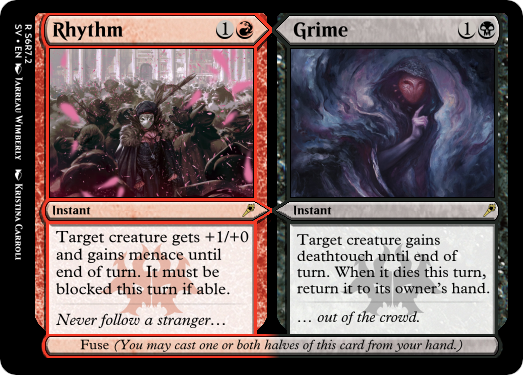 Rhythm
1
Instant
Target creature gets +1/+0
and gains menace until
end of turn. It must be
blocked this turn if able.
Never follow a stranger…
Grime
1
Instant
Target creature gains
deathtouch until end of
turn. When it dies this turn,
return it to its owner's hand.
… out of the crowd.
Fuse (You may cast one or both halves of this card from your hand.)
R S6R7.2
SV • EN JARREAU WIMBERLY KRISTINA CARROLL